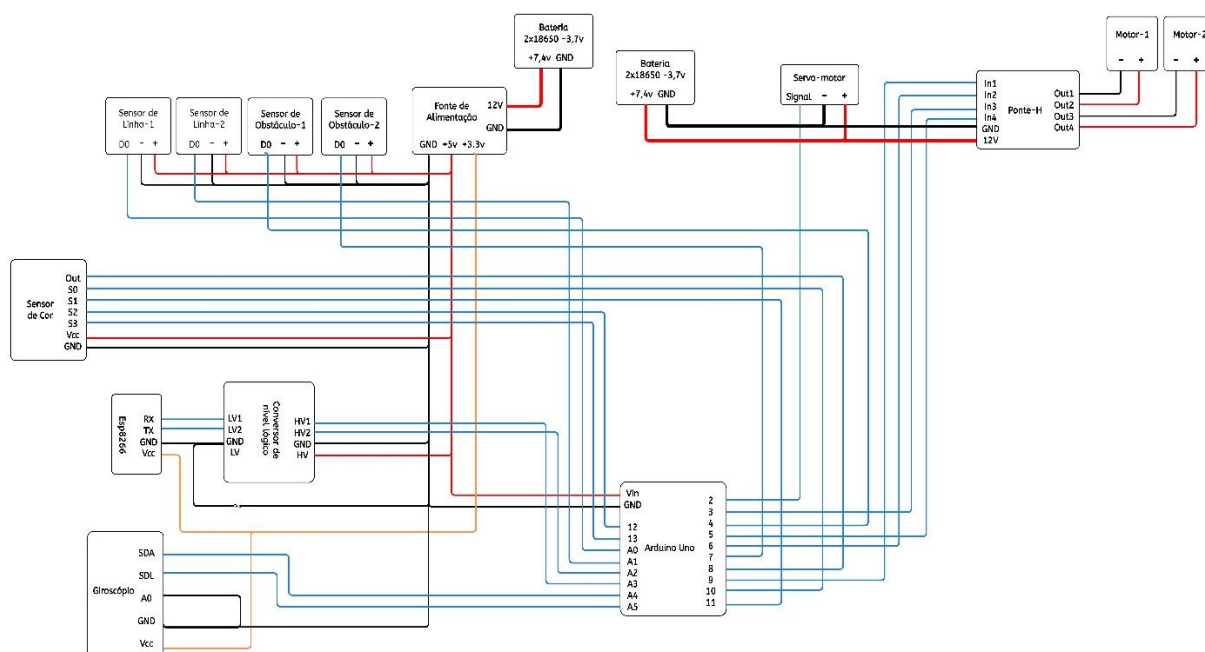 Bateria
2x18650 -3,7v
+7,4v GND
Bateria
2x18650 -3,7v
+7,4v GND
Servo-motor
Signal - +
Motor-1
- +
Motor-2
- +
In1
In2
In3
In4
GND
12V
Ponte-H
Out1
Out2
Out3
Out4
Sensor de
Linha-1
D0 - +
Sensor de
Linha-2
D0 - +
Sensor de
Obstáculo-1
D0 - +
Sensor de
Obstáculo-2
D0 - +
Fonte de
Alimentação
12V
GND
GND +5v +3.3v
Sensor
de Cor
Out
S0
S1
S2
S3
Vcc
GND
Esp8266
RX
TX
GND
Vcc
Conversor de
nível Lógico
LV1
LV2
GND
LV
HV1
HV2
GND
HV
Giroscópio
SDA
SDL
A0
GND
Vcc
Arduino Uno
Vin
GND
12
13
A0
A1
A2
A3
A4
A5
2
3
4
5
6
7
8
9
10
11